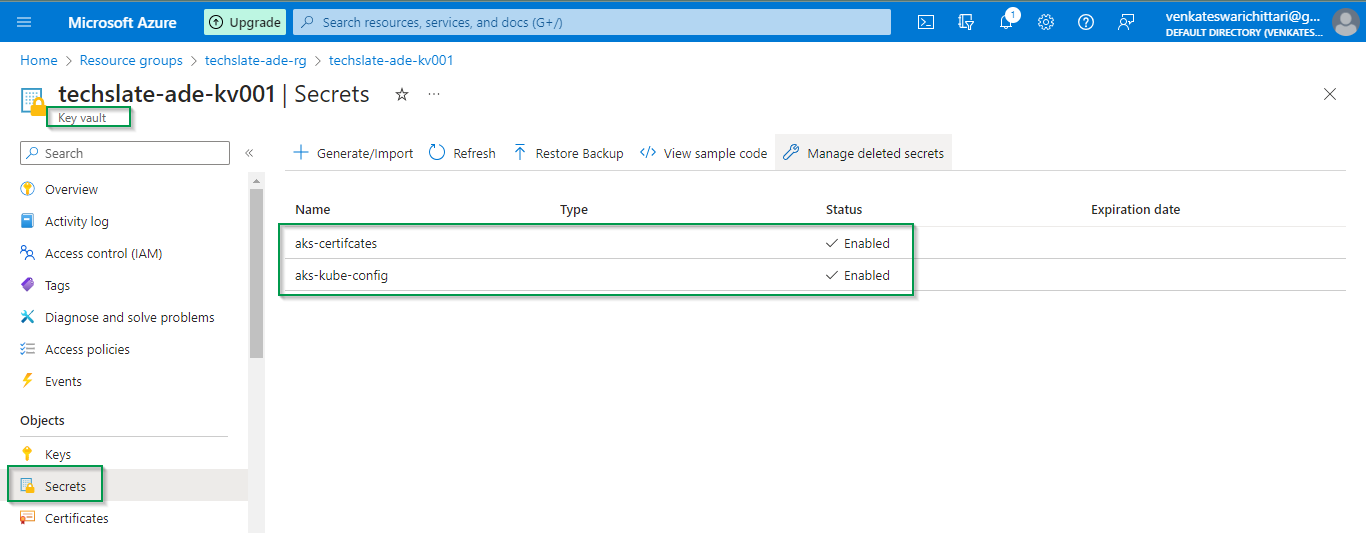 Microsoft Azure Upgrade Search resources, services, and docs (G+/) 1 venkateswarichittari@g...
DEFAULT DIRECTORY (VENKATES...
Home > Resource groups > techslate-ade-rg > techslate-ade-kv001
techslate-ade-kv001 | Secrets ...
Key vault
Search
Generate/Import Refresh Restore Backup View sample code Manage deleted secrets
Overview
Activity log
Access control (IAM)
Tags
Diagnose and solve problems
Access policies
Events
Objects
Keys
Secrets
Certificates
Name Type Status Expiration date
aks-certifcates Enabled
aks-kube-config Enabled